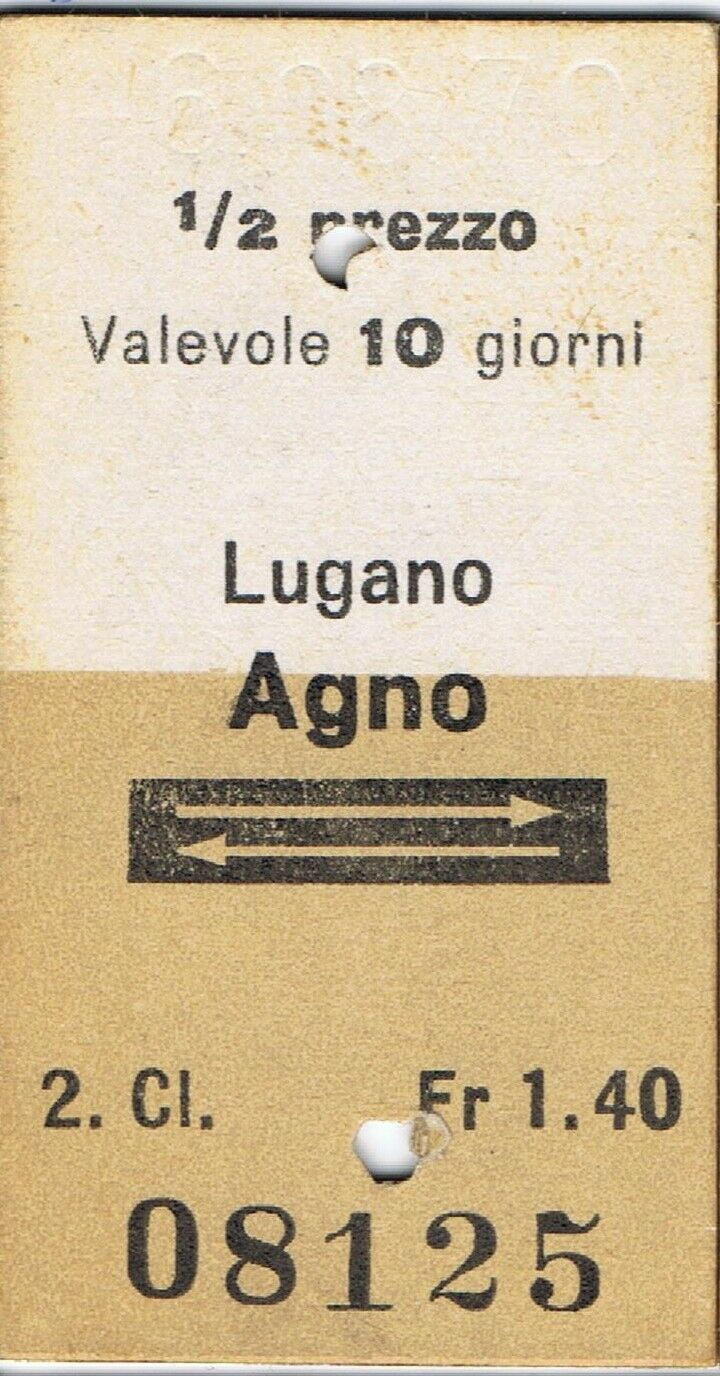 1/2 prezzo
Valevole 10 giorni
Lugano
Agno
2. Cl. Fr 1.40
08125